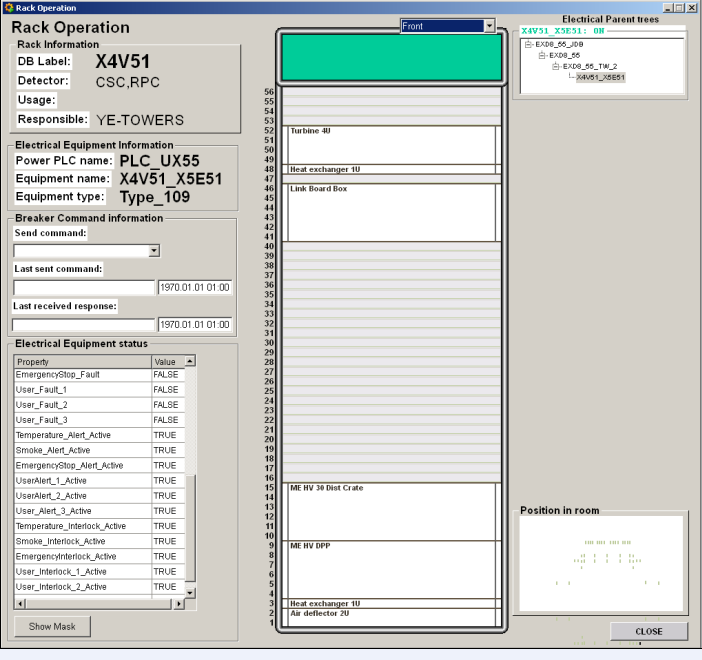 Rack Operation
Rack Operation
Rack Information
DB Label: X4V51
Detector: CSC,RPC
Usage:
Responsible: YE-TOWERS
Electrical Equipment Information
Power PLC name: PLC_UX55
Equipment name: X4V51_X5E51
Equipment type: Type_109
Breaker Command information
Send command:
Last sent command:
1970.01.01 01:00
Last received response:
1970.01.01 01:00
Electrical Equipment status
Property Value
EmergencyStop_Fault FALSE
User_Fault_1 FALSE
User_Fault_2 FALSE
User_Fault_3 FALSE
Temperature_Alert_Active TRUE
Smoke_Alert_Active TRUE
EmergencyStop_Alert_Active TRUE
UserAlert_1_Active TRUE
UserAlert_2_Active TRUE
User_Alert_3_Active TRUE
Temperature_Interlock_Active TRUE
Smoke_Interlock_Active TRUE
EmergencyInterlock_Active TRUE
User_Interlock_1_Active TRUE
User_Interlock_2_Active TRUE
Show Mask
Front
56
55
54
53
52 Turbine 4U
51
50
49
48 Heat exchanger 1U
47
46 Link Board Box
45
44
43
42
41
40
39
38
37
36
35
34
33
32
31
30
29
28
27
26
25
24
23
22
21
20
19
18
17
16
15 ME HV 30 Dist Crate
14
13
12
11
10
9 ME HV DPP
8
7
6
5
4
3 Heat exchanger 1U
2 Air deflector 2U
1
Electrical Parent trees
X4V51_X5E51: ON
EXD8_55_JDB
EXD8_55
EXD8_55_TW_2
X4V51_X5E51
Position in room
CLOSE